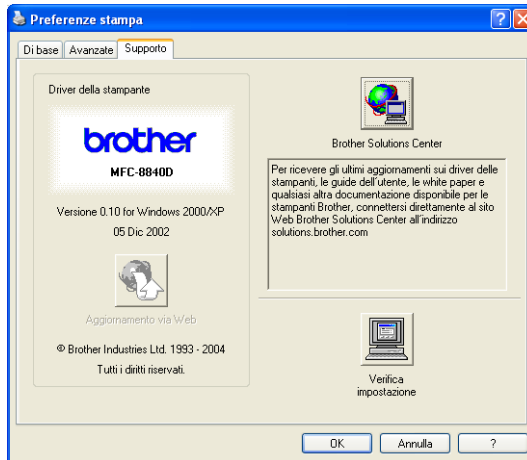 Preferenze stampa
Di base
Avanzate
Supporto
Driver della stampante
brother
MFC-8840D
Versione 0.10 for Windows 2000/XP
05 Dic 2002
Aggiornamento via Web
© Brother Industries Ltd. 1993 - 2004
Tutti i diritti riservati.
Brother Solutions Center
Per ricevere gli ultimi aggiornamenti sui driver delle
stampanti, le guide dell'utente, le white paper e
qualsiasi altra documentazione disponibile per le
stampanti Brother, connettersi direttamente al sito
Web Brother Solutions Center all'indirizzo
solutions.brother.com
Verifica
impostazione
OK
Annulla
?